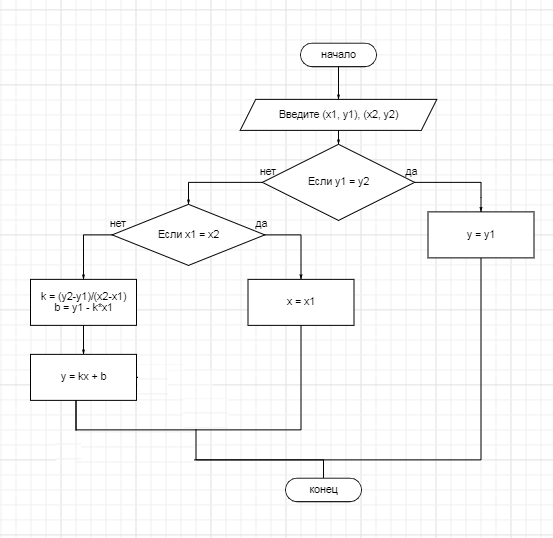 начало
Введите (x1, y1), (x2, y2)
нет
Если y1 = y2
да
нет
Если x1 = x2
да
y = y1
k = (y2-y1)/(x2-x1)
b = y1 - k*x1
x = x1
y = kx + b
конец